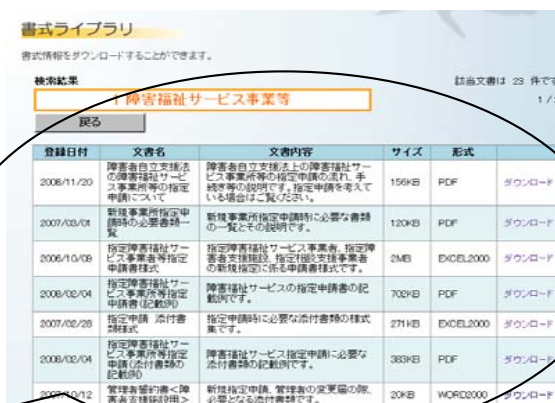 書式ライブラリ
書式情報をダウンロードすることができます。
検索結果
該当文書は 23 件で
1 /
障害福祉サービス事業等
戻る
登録日付 文書名 文書内容 サイズ 形式
2008/11/20 障害者自立支援法の障害福祉サービス事業所等の指定申請について 障害者自立支援法上の障害福祉サービス事業所等の指定申請の流れ、手続き等の説明です。指定申請を考えている場合はご覧ください。 156KB PDF ダウンロード
2007/03/01 新規事業所指定申請時の必要書類一覧 新規事業所指定申請時に必要な書類の一覧とその説明です。 120KB PDF ダウンロード
2006/10/09 指定障害福祉サービス事業者等指定申請書様式 指定障害福祉サービス事業者、指定障害者支援施設、指定相談支援事業者の新規指定に係る申請書様式です。 2MB EXCEL2000 ダウンロード
2008/02/04 指定障害福祉サービス事業所等指定申請書(記載例) 障害福祉サービスの指定申請書の記載例です。 702KB PDF ダウンロード
2007/02/28 指定申請 添付書類様式 指定申請時に必要な添付書類の様式集です。 271KB EXCEL2000 ダウンロード
2008/02/04 指定障害福祉サービス事業所等指定申請(添付書類の記載例) 障害福祉サービス指定申請に必要な添付書類の記載例です。 383KB PDF ダウンロード
2007/10/12 管理者誓約書<障害者支援施設用> 新規指定申請、管理者の変更届の際、必要となる添付書類です。 20KB WORD2000 ダウンロード